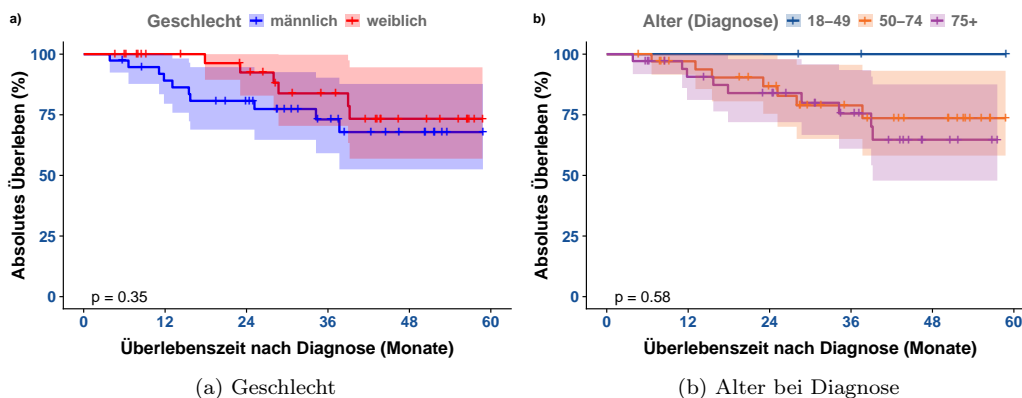 a)
Geschlecht männlich weiblich
Absolutes Überleben (%)
100
75
50
25
0
p = 0.35
0 12 24 36 48 60
Überlebenszeit nach Diagnose (Monate)
(a) Geschlecht
b)
Alter (Diagnose) 18–49 50–74 75+
Absolutes Überleben (%)
100
75
50
25
0
p = 0.58
0 12 24 36 48 60
Überlebenszeit nach Diagnose (Monate)
(b) Alter bei Diagnose